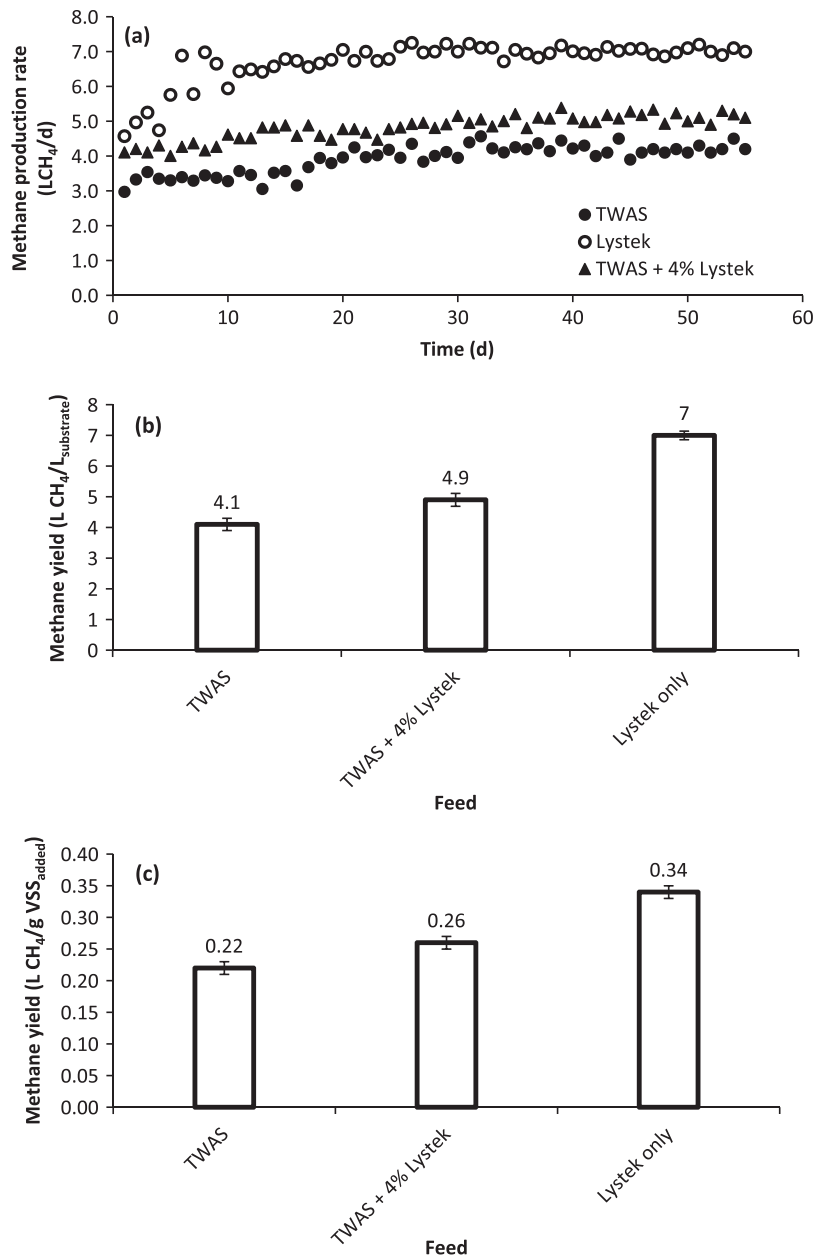 (a)
Methane production rate
(LCH₄/d)
8.0
7.0
6.0
5.0
4.0
3.0
2.0
1.0
0.0
TWAS
Lystek
TWAS + 4% Lystek
0 10 20 30 40 50 60
Time (d)
(b)
Methane yield (L CH₄/Lsubstrate)
8
7
6
5
4
3
2
1
0
4.1
4.9
7
TWAS
TWAS + 4% Lystek
Lystek only
Feed
(c)
Methane yield (L CH₄/g VSSadded)
0.40
0.35
0.30
0.25
0.20
0.15
0.10
0.05
0.00
0.22
0.26
0.34
TWAS
TWAS + 4% Lystek
Lystek only
Feed